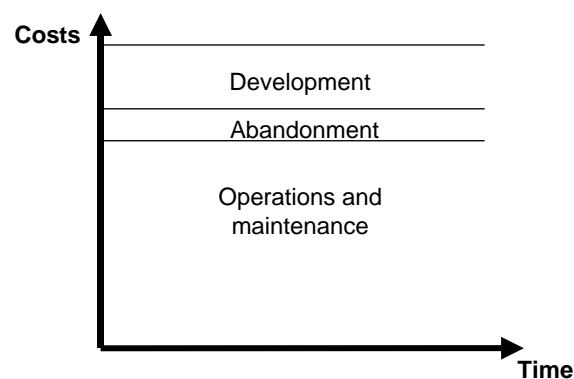 Costs
Development
Abandonment
Operations and
maintenance
Time